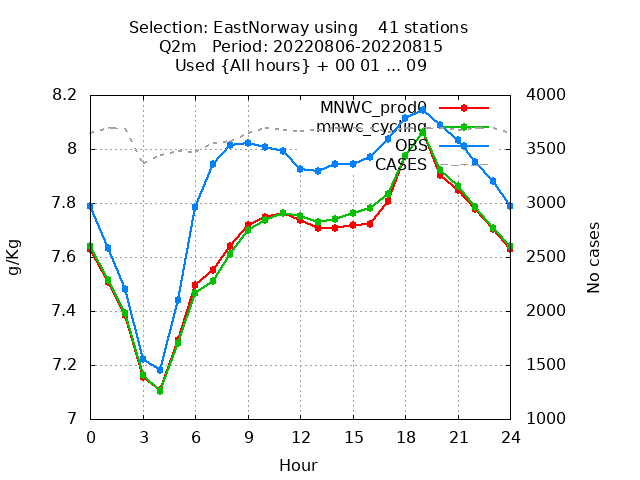 Selection: EastNorway using    41 stations
Q2m   Period: 20220806-20220815
Used {All hours} + 00 01 ... 09
8.2
8
7.8
7.6
7.4
7.2
7
4000
3500
3000
2500
2000
1500
1000
g/Kg
No cases
MNWC_prod0
mnwc_cycling
OBS
CASES
0 3 6 9 12 15 18 21 24
Hour